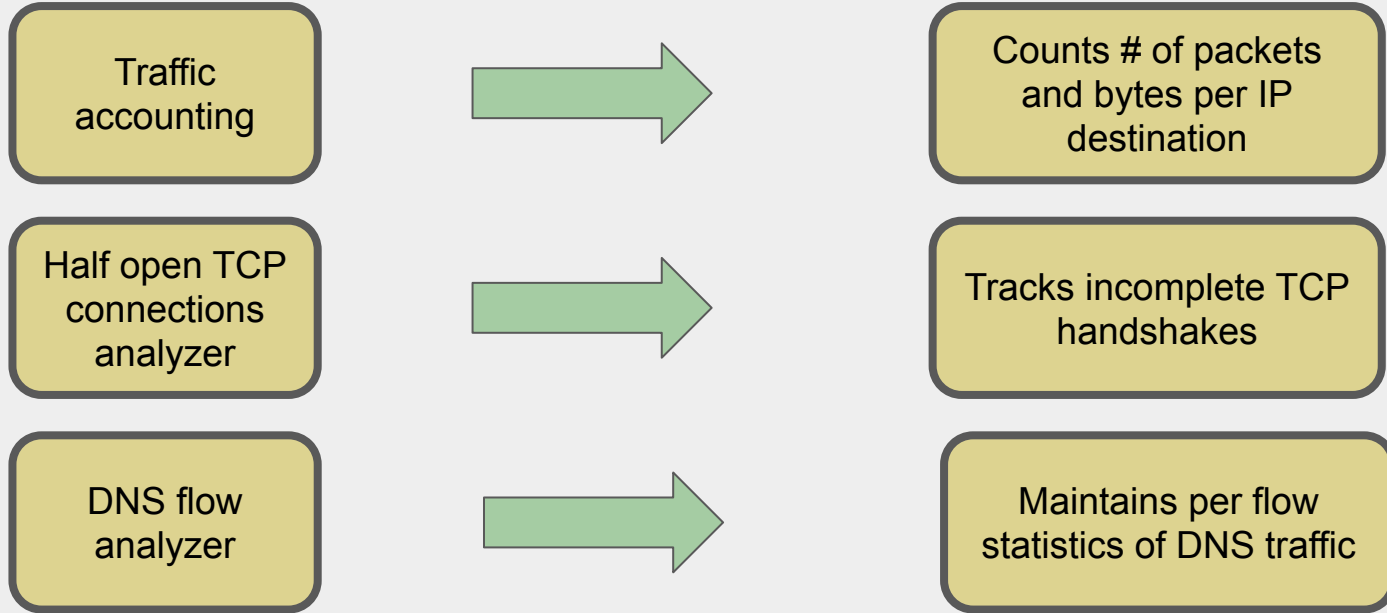 Traffic
accounting
Counts # of packets
and bytes per IP
destination
Half open TCP
connections
analyzer
Tracks incomplete TCP
handshakes
DNS flow
analyzer
Maintains per flow
statistics of DNS traffic